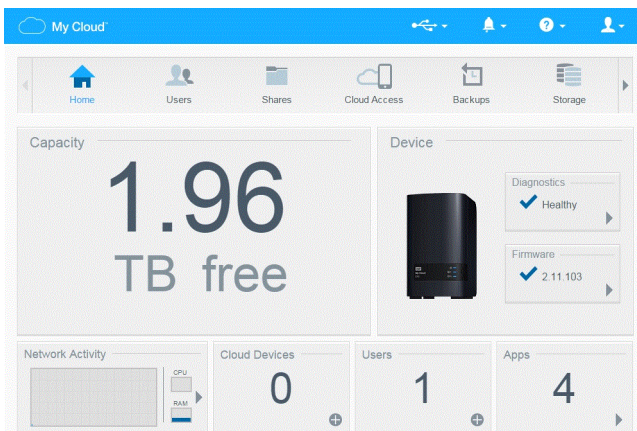 My Cloud™
Home
Users
Shares
Cloud Access
Backups
Storage
Capacity
1.96
TB free
Device
Diagnostics
Healthy
Firmware
2.11.103
Network Activity
CPU
RAM
Cloud Devices
0
Users
1
Apps
4